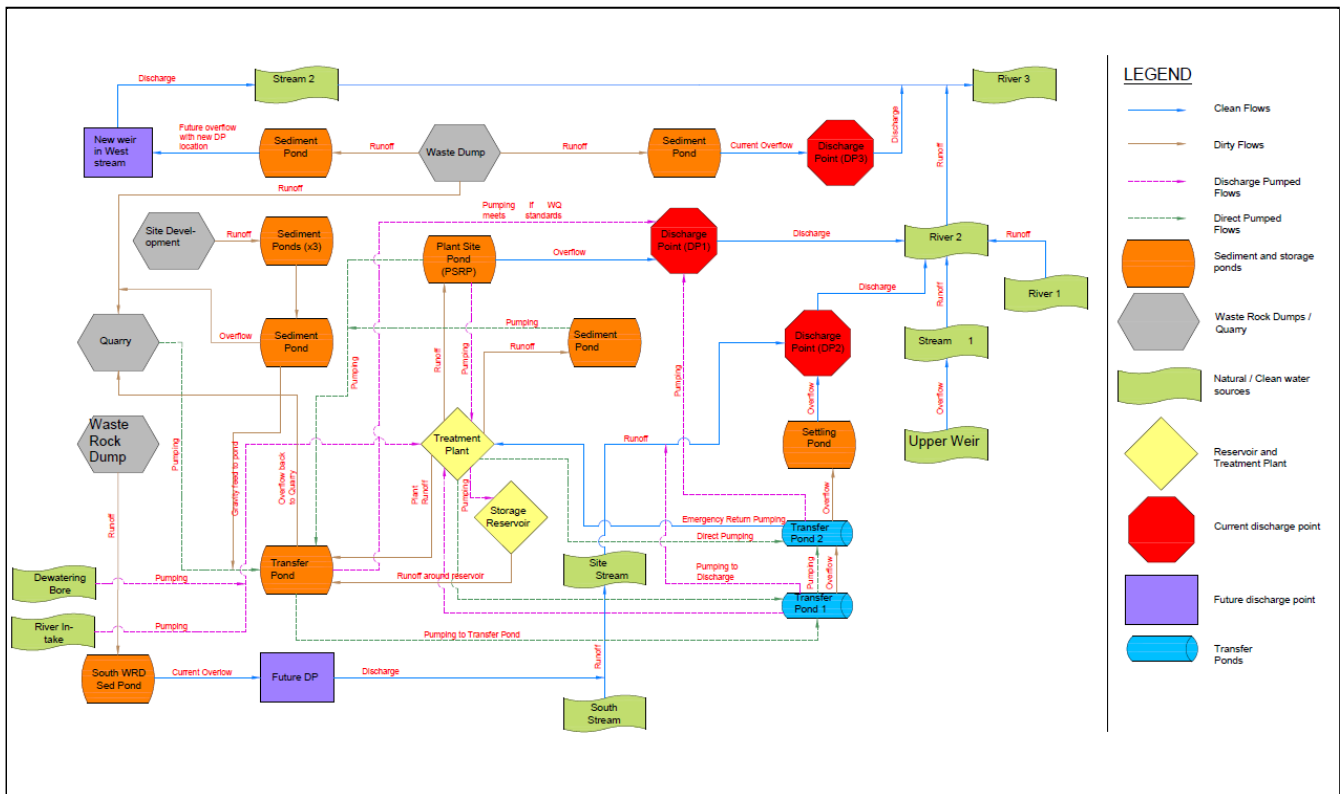 Discharge
Stream 2
River 3
LEGEND
Clean Flows
New weir
in West
stream
Future overflow
with new DP
location
Sediment
Pond
Runoff
Waste Dump
Runoff
Sediment
Pond
Current Overflow
Discharge
Point (DP3)
Discharge
Runoff
Dirty Flows
Runoff
Discharge Pumped
Flows
Direct Pumped
Flows
Site Devel-
opment
Runoff
Sediment
Ponds (x3)
Pumping If WQ
meets standards
Plant Site
Pond
(PSRP)
Overflow
Discharge
Point (DP1)
Discharge
River 2
Runoff
River 1
Sediment and storage
ponds
Quarry
Overflow
Sediment
Pond
Pumping
Runoff
Pumping
Pumping
Runoff
Sediment
Pond
Pumping
Discharge
Discharge
Point (DP2)
Runoff
Stream 1
Waste Rock Dumps /
Quarry
Natural / Clean water
sources
Waste
Rock
Dump
Pumping
Gravity feed to pond
Overflow back
to Quarry
Treatment
Plant
Plant
Runoff
Pumping
Storage
Reservoir
Runoff
Overflow
Settling
Pond
Overflow
Overflow
Upper Weir
Reservoir and
Treatment Plant
Runoff
Emergency Return Pumping
Direct Pumping
Transfer
Pond 2
Current discharge point
Dewatering
Bore
Pumping
Transfer
Pond
Runoff around reservoir
Site
Stream
Pumping to
Discharge
Pumping
Overflow
Transfer
Pond 1
Future discharge point
River In-
take
Pumping
Pumping to Transfer Pond
Runoff
Transfer
Ponds
South WRD
Sed Pond
Current Overlow
Future DP
Discharge
South
Stream